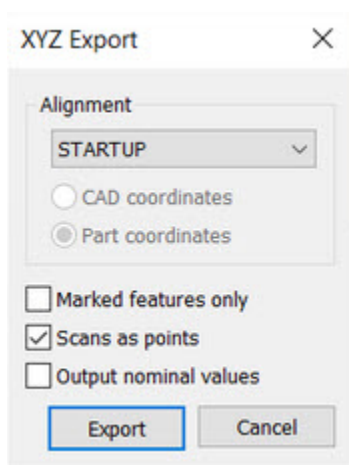 XYZ Export
Alignment
STARTUP
CAD coordinates
Part coordinates
Marked features only
Scans as points
Output nominal values
Export Cancel